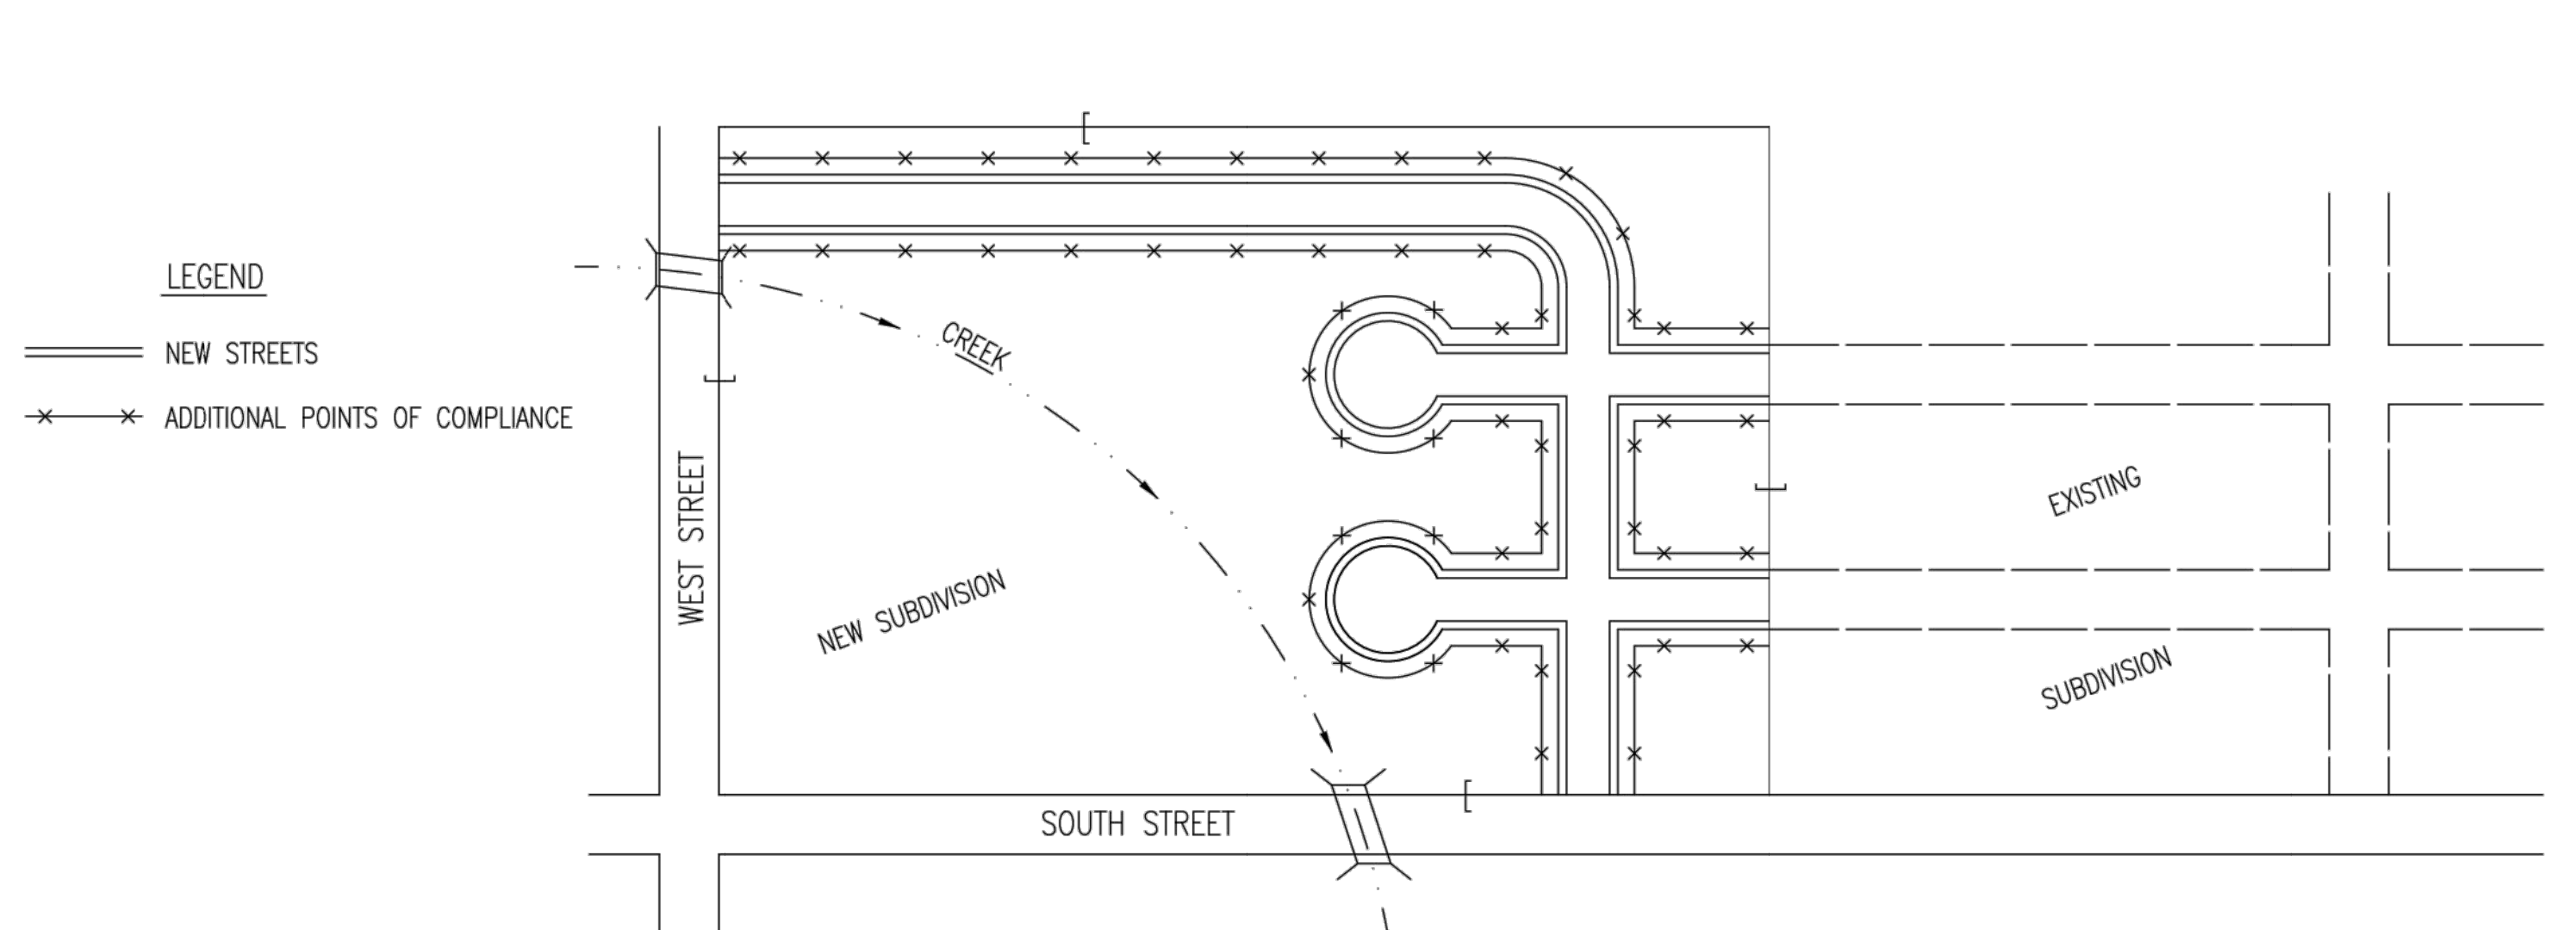 LEGEND
NEW STREETS
ADDITIONAL POINTS OF COMPLIANCE
WEST STREET
CREEK
NEW SUBDIVISION
SOUTH STREET
EXISTING
SUBDIVISION